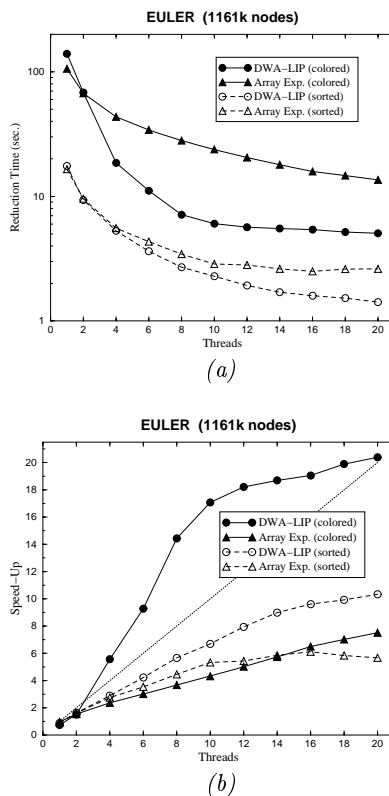 EULER (1161k nodes)
DWA-LIP (colored)
Array Exp. (colored)
DWA-LIP (sorted)
Array Exp. (sorted)
100
10
1
Reduction Time (sec.)
0 2 4 6 8 10 12 14 16 18 20
Threads
(a)
EULER (1161k nodes)
20
18
16
14
12
10
8
6
4
2
0
Speed-Up
DWA-LIP (colored)
Array Exp. (colored)
DWA-LIP (sorted)
Array Exp. (sorted)
0 2 4 6 8 10 12 14 16 18 20
Threads
(b)